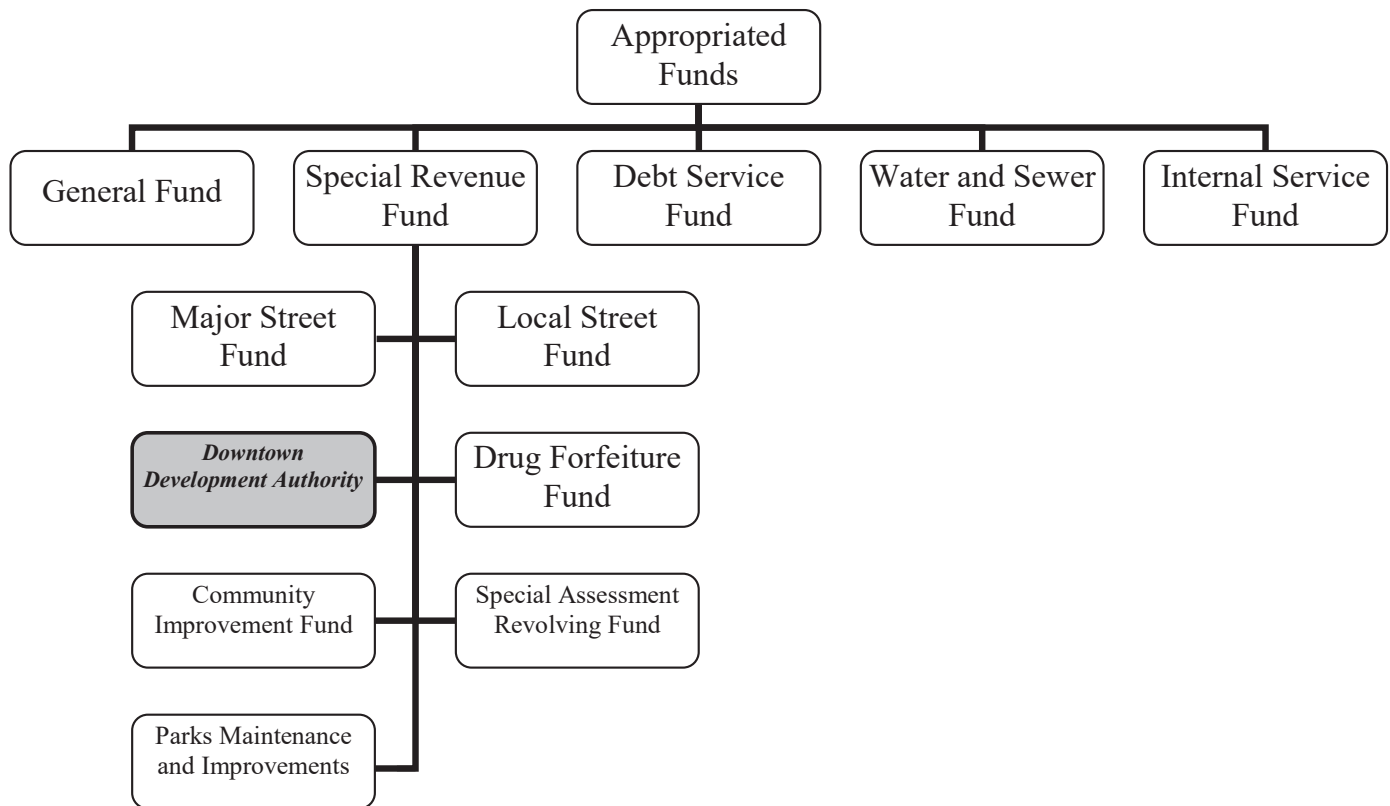 Appropriated
Funds
General Fund
Special Revenue
Fund
Debt Service
Fund
Water and Sewer
Fund
Internal Service
Fund
Major Street
Fund
Local Street
Fund
Downtown
Development Authority
Drug Forfeiture
Fund
Community
Improvement Fund
Special Assessment
Revolving Fund
Parks Maintenance
and Improvements